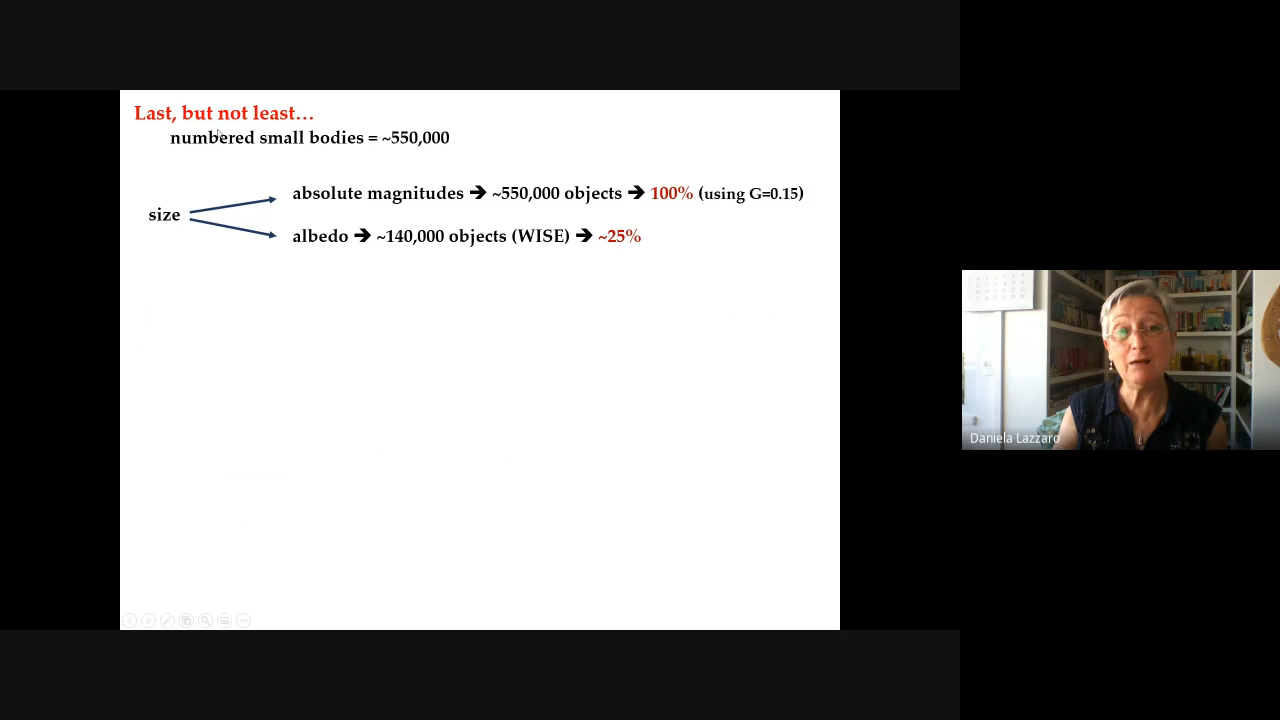 Last, but not least…
numbered small bodies = ~550,000
absolute magnitudes ➔ ~550,000 objects ➔ 100% (using G=0.15)
size
albedo ➔ ~140,000 objects (WISE) ➔ ~25%
Daniela Lazzaro